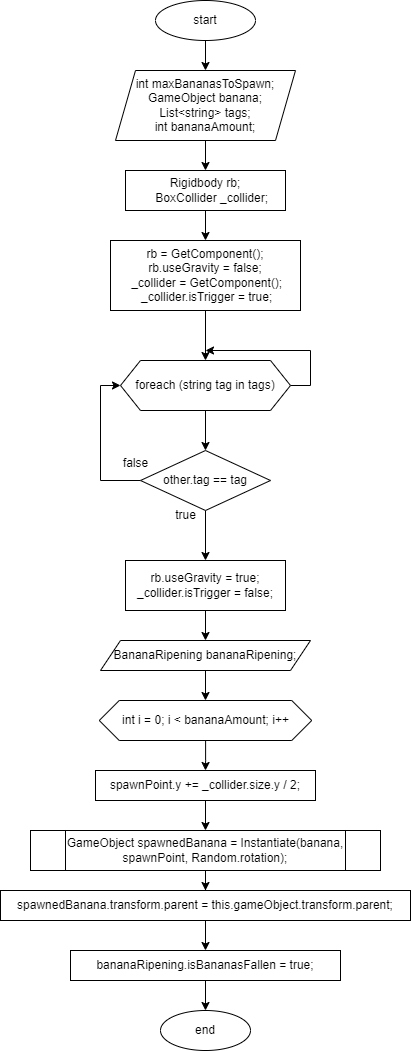 start
int maxBananasToSpawn;
GameObject banana;
List<string> tags;
int bananaAmount;
Rigidbody rb;
BoxCollider _collider;
rb = GetComponent();
rb.useGravity = false;
_collider = GetComponent();
_collider.isTrigger = true;
foreach (string tag in tags)
false
other.tag == tag
true
rb.useGravity = true;
_collider.isTrigger = false;
BananaRipening bananaRipening;
int i = 0; i < bananaAmount; i++
spawnPoint.y += _collider.size.y / 2;
GameObject spawnedBanana = Instantiate(banana,
spawnPoint, Random.rotation);
spawnedBanana.transform.parent = this.gameObject.transform.parent;
bananaRipening.isBananasFallen = true;
end